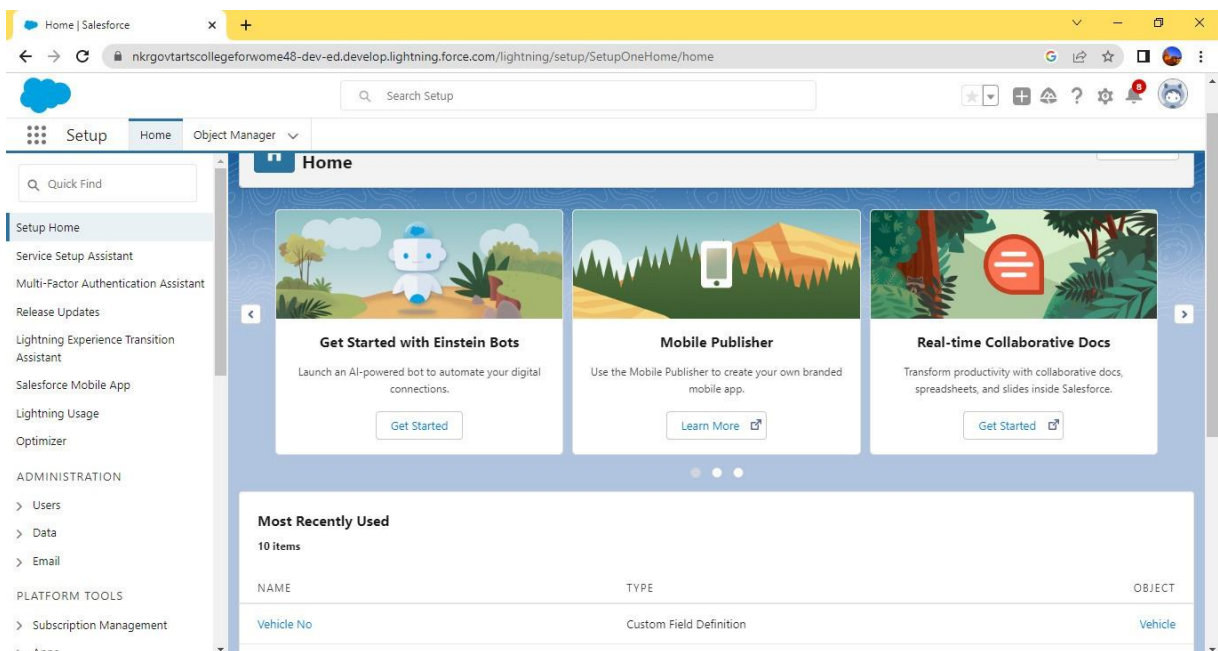 Home | Salesforce
nkrgovtartscollegeforwome48-dev-ed.develop.lightning.force.com/lightning/setup/SetupOneHome/home
Search Setup
8
Setup Home Object Manager
Quick Find
Home
Setup Home
Service Setup Assistant
Multi-Factor Authentication Assistant
Release Updates
Lightning Experience Transition
Assistant
Salesforce Mobile App
Lightning Usage
Optimizer
ADMINISTRATION
Users
Data
Email
PLATFORM TOOLS
Subscription Management
Get Started with Einstein Bots
Launch an AI-powered bot to automate your digital
connections.
Get Started
Mobile Publisher
Use the Mobile Publisher to create your own branded
mobile app.
Learn More
Real-time Collaborative Docs
Transform productivity with collaborative docs,
spreadsheets, and slides inside Salesforce.
Get Started
Most Recently Used
10 items
NAME TYPE OBJECT
Vehicle No Custom Field Definition Vehicle